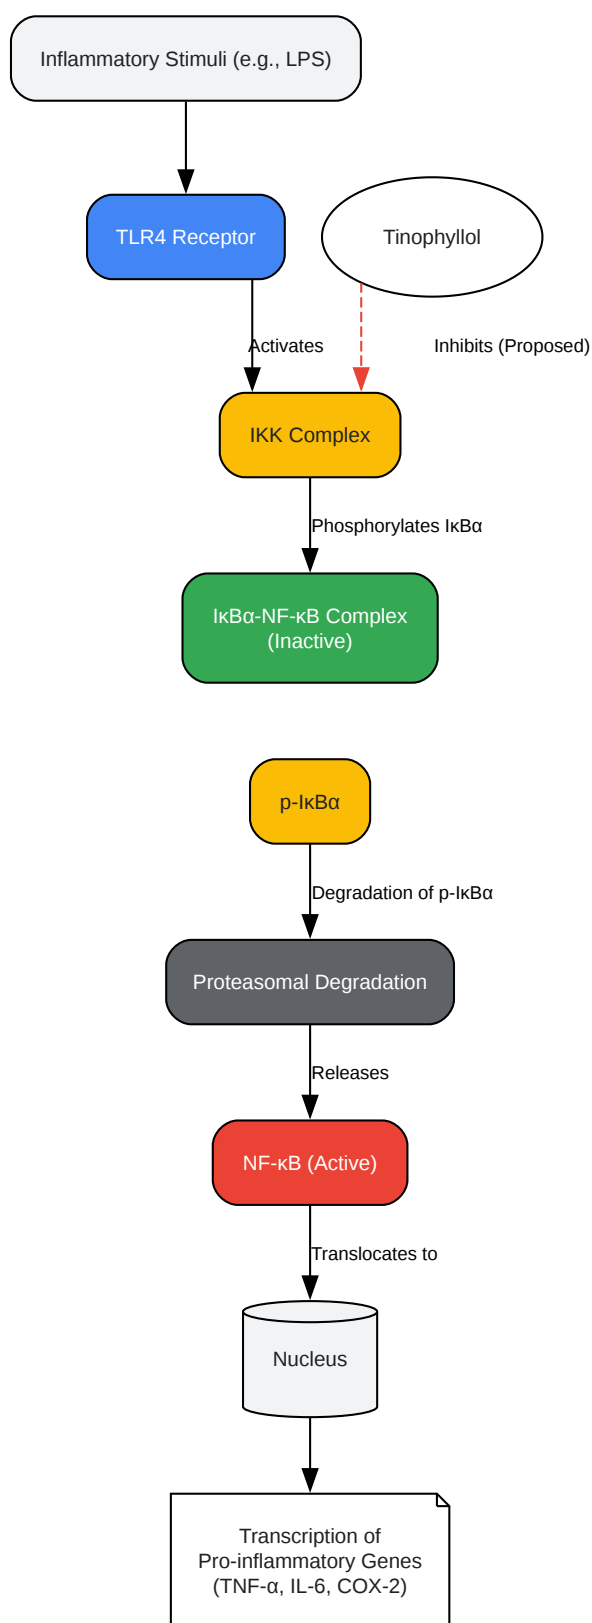 Inflammatory Stimuli (e.g., LPS)
TLR4 Receptor
Tinophyllol
Activates
Inhibits (Proposed)
IKK Complex
Phosphorylates IκBα
IκBα-NF-κB Complex
(Inactive)
p-IκBα
Degradation of p-IκBα
Proteasomal Degradation
Releases
NF-κB (Active)
Translocates to
Nucleus
Transcription of
Pro-inflammatory Genes
(TNF-α, IL-6, COX-2)